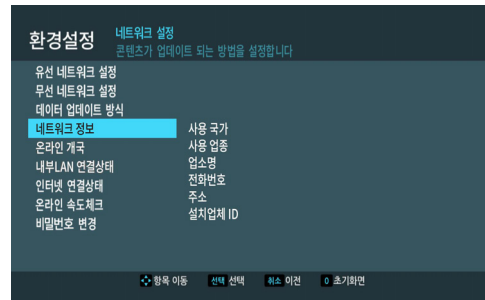 환경설정
네트워크 설정
콘텐츠가 업데이트 되는 방법을 설정합니다
유선 네트워크 설정
무선 네트워크 설정
데이터 업데이트 방식
네트워크 정보
온라인 개국
내부LAN 연결상태
인터넷 연결상태
온라인 속도체크
비밀번호 변경
사용 국가
사용 업종
업소명
전화번호
주소
설치업체 ID
항목 이동 선택 선택 취소 이전 0 초기화면